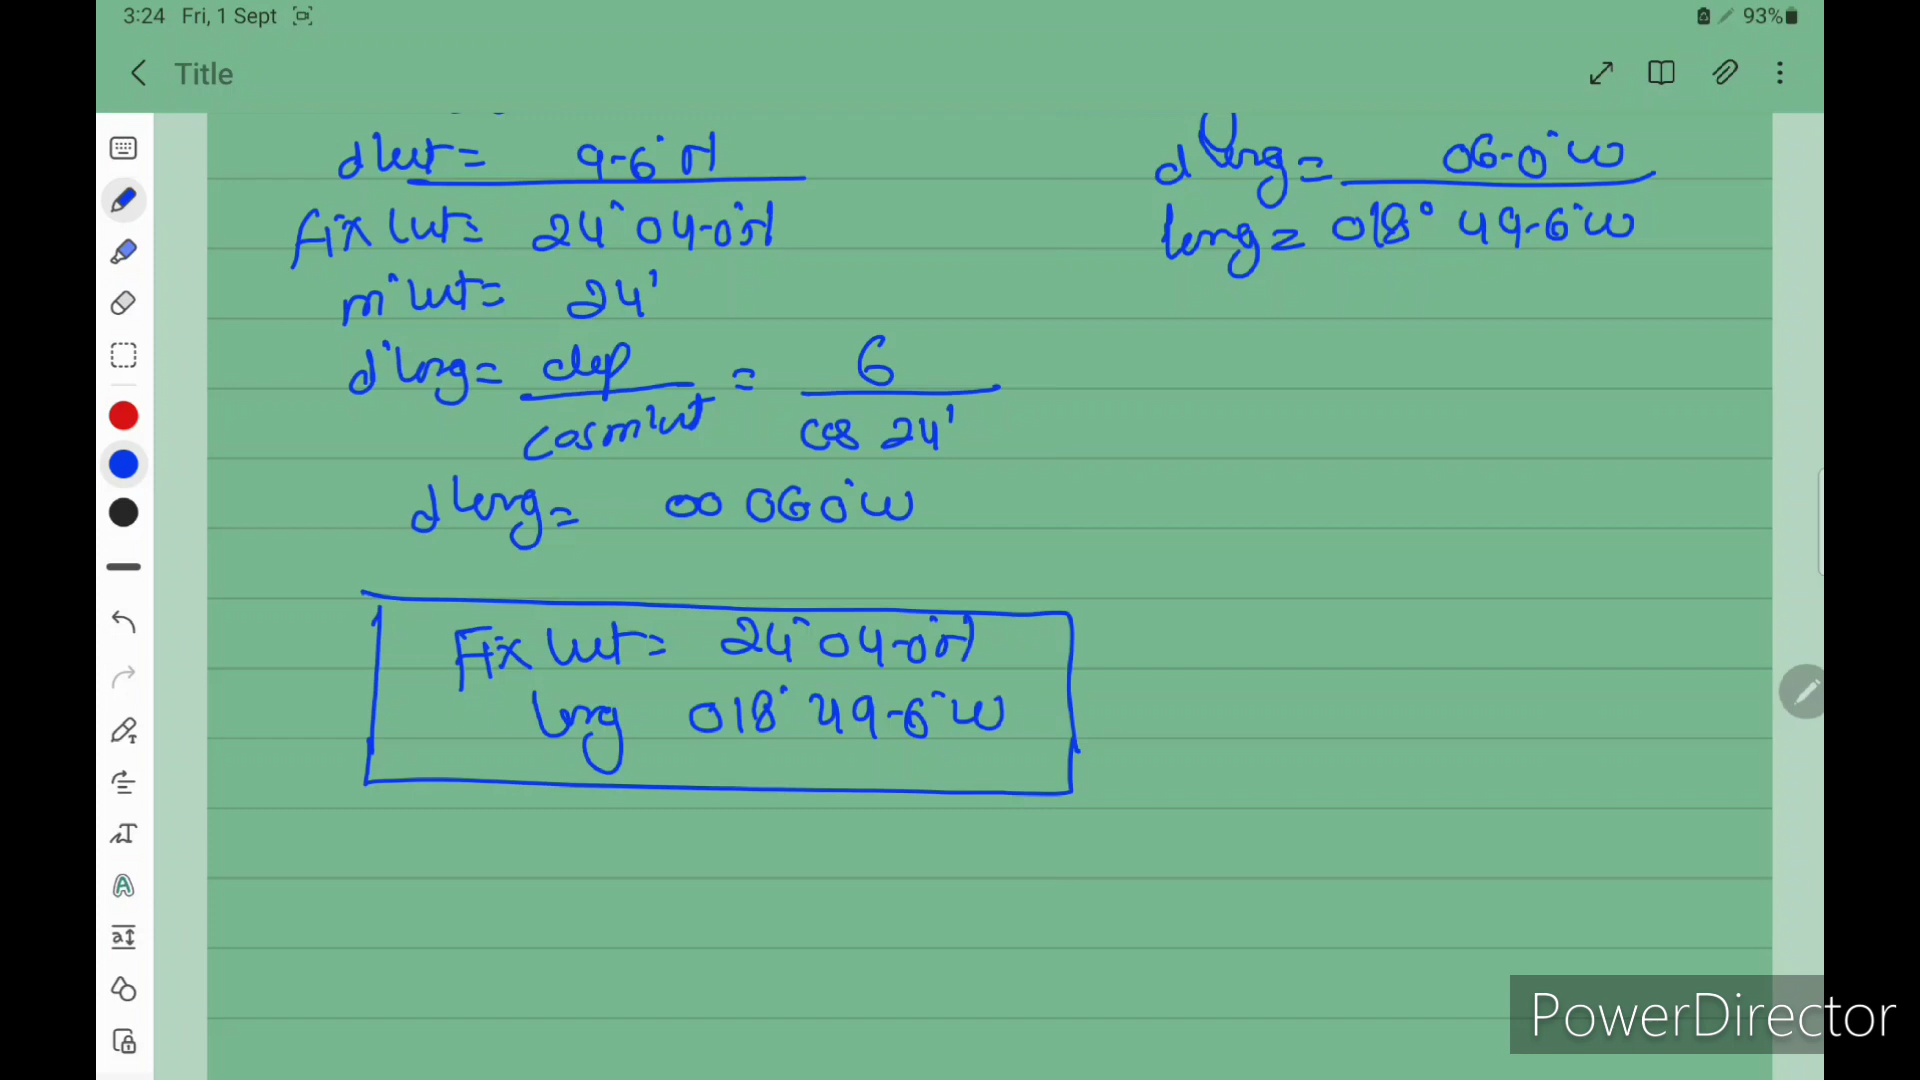 3:24 Fri, 1 Sept 93%
Title
d'lat = 9-6' N
d'long = 06-0' W
Fix lat = 24° 04-0' N
long = 018° 49-6' W
m'lat = 24'
d'long = dep / cos m'lat = 6 / cos 24'
d'long = 00 06 0' W
Fix lat = 24° 04-0' N
long 018° 49-6' W
PowerDirector